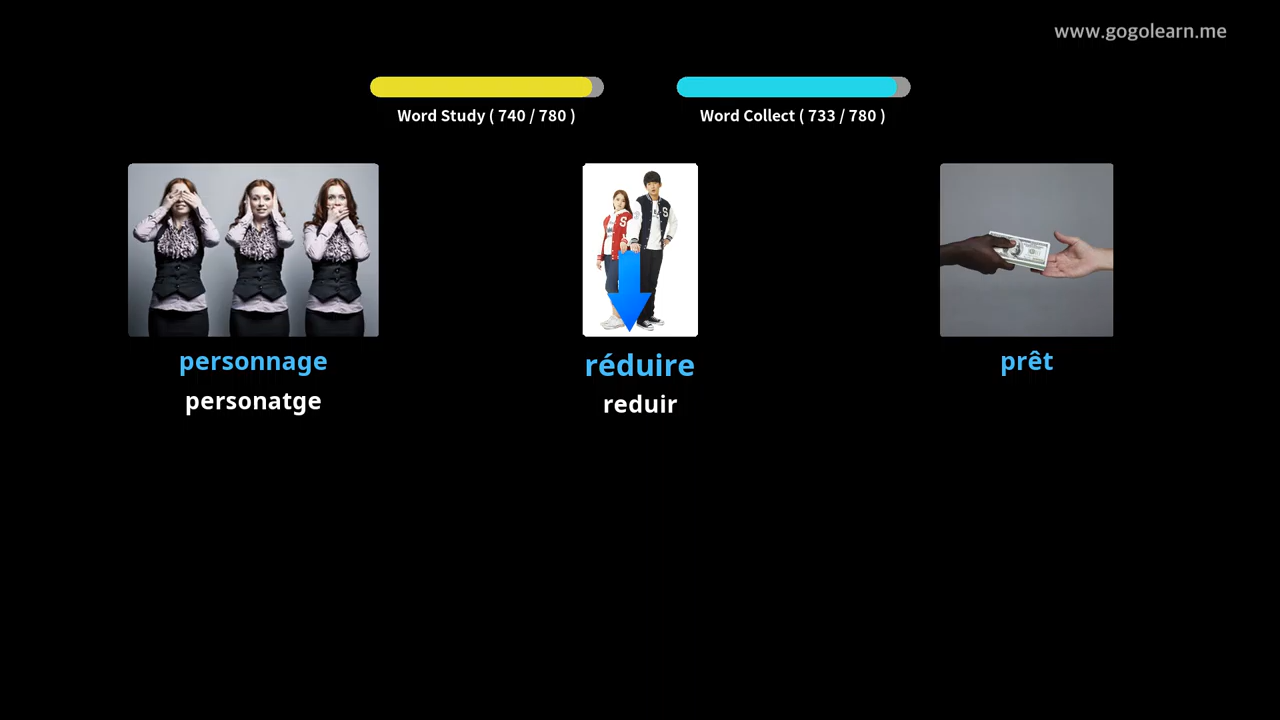 www.gogolearn.me
Word Study ( 740 / 780 )
Word Collect ( 733 / 780 )
personnage
réduire
prêt
personatge
reduir